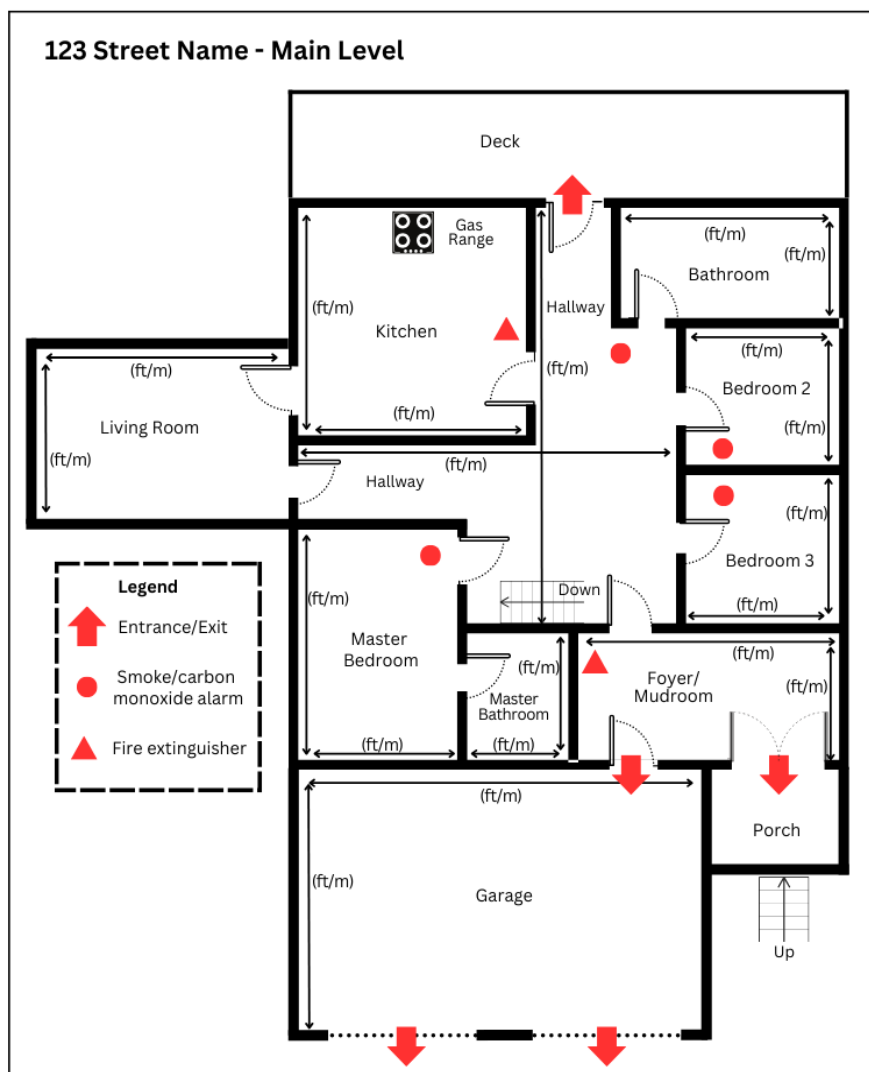 123 Street Name - Main Level
Deck
Gas
Range
(ft/m)
Bathroom
(ft/m)
(ft/m)
Kitchen
Hallway
(ft/m)
(ft/m)
(ft/m)
Bedroom 2
(ft/m)
(ft/m)
Living Room
(ft/m)
(ft/m)
(ft/m)
Hallway
(ft/m)
Bedroom 3
(ft/m)
Down
Legend
Entrance/Exit
Smoke/carbon
monoxide alarm
Fire extinguisher
(ft/m)
Master
Bedroom
(ft/m)
(ft/m)
Master
Bathroom
(ft/m)
(ft/m)
Foyer/
Mudroom
(ft/m)
(ft/m)
(ft/m)
Garage
Porch
Up